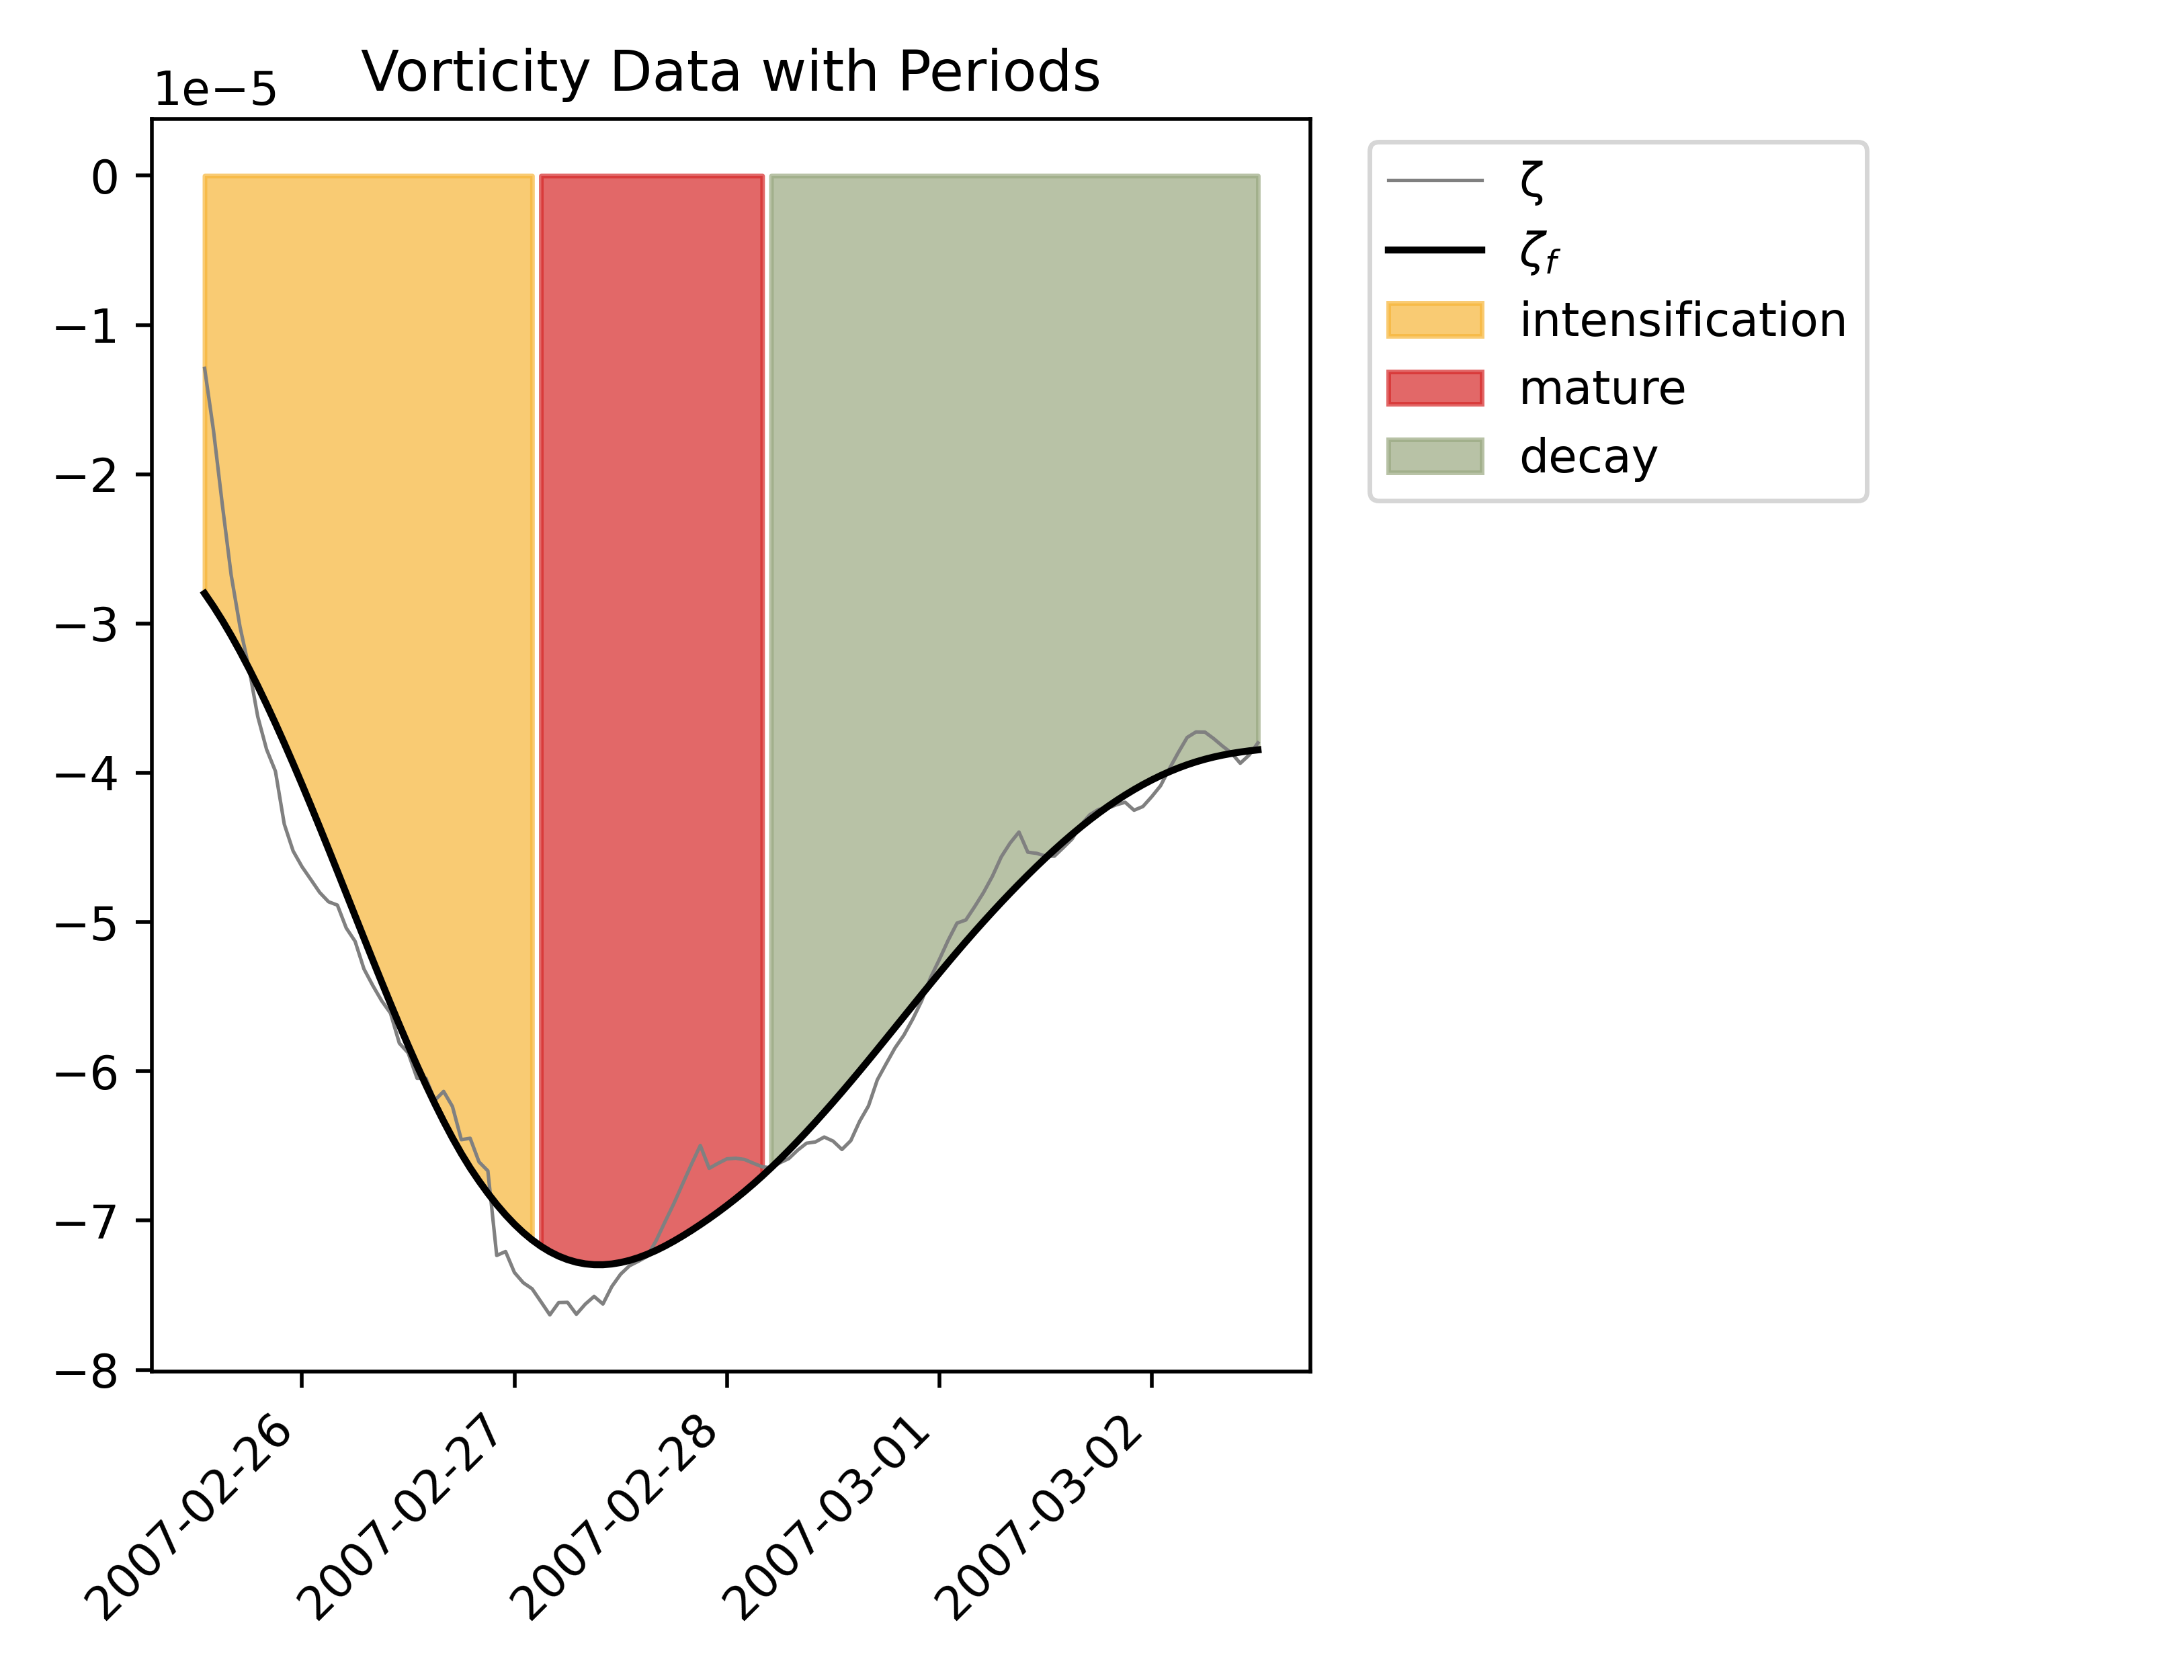 Vorticity Data with Periods
1e−5
0
−1
−2
−3
−4
−5
−6
−7
−8
2007-02-26
2007-02-27
2007-02-28
2007-03-01
2007-03-02
ζ
ζf
intensification
mature
decay